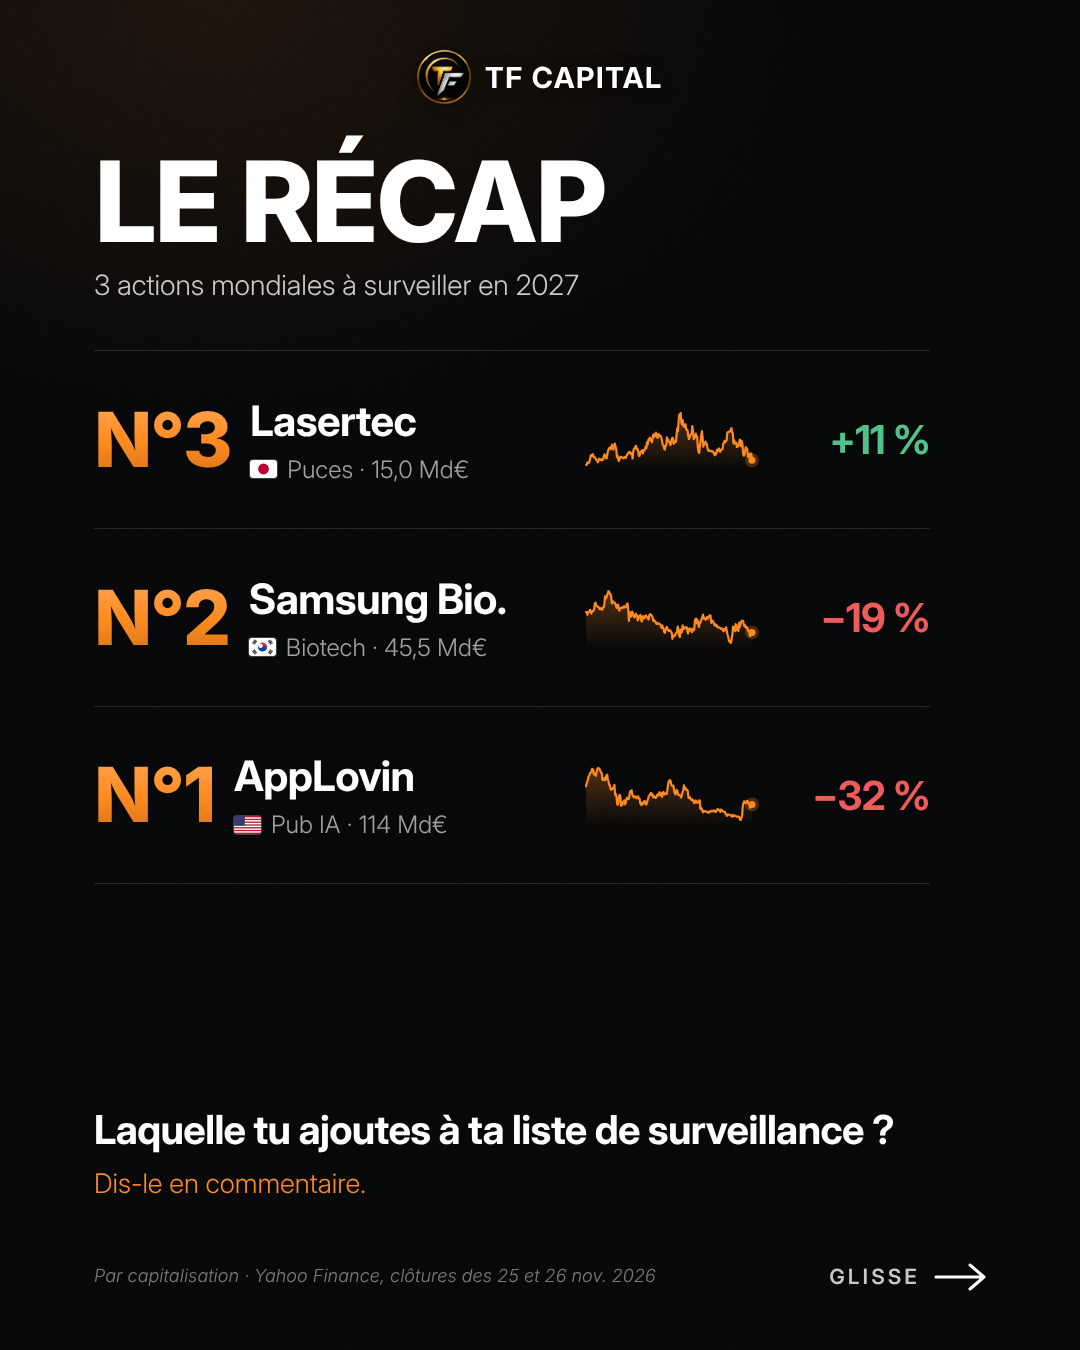 TF TF CAPITAL
LE RÉCAP
3 actions mondiales à surveiller en 2027
N°3 Lasertec
Puces · 15,0 Md€
+11 %
N°2 Samsung Bio.
Biotech · 45,5 Md€
−19 %
N°1 AppLovin
Pub IA · 114 Md€
−32 %
Laquelle tu ajoutes à ta liste de surveillance ?
Dis-le en commentaire.
Par capitalisation · Yahoo Finance, clôtures des 25 et 26 nov. 2026
GLISSE